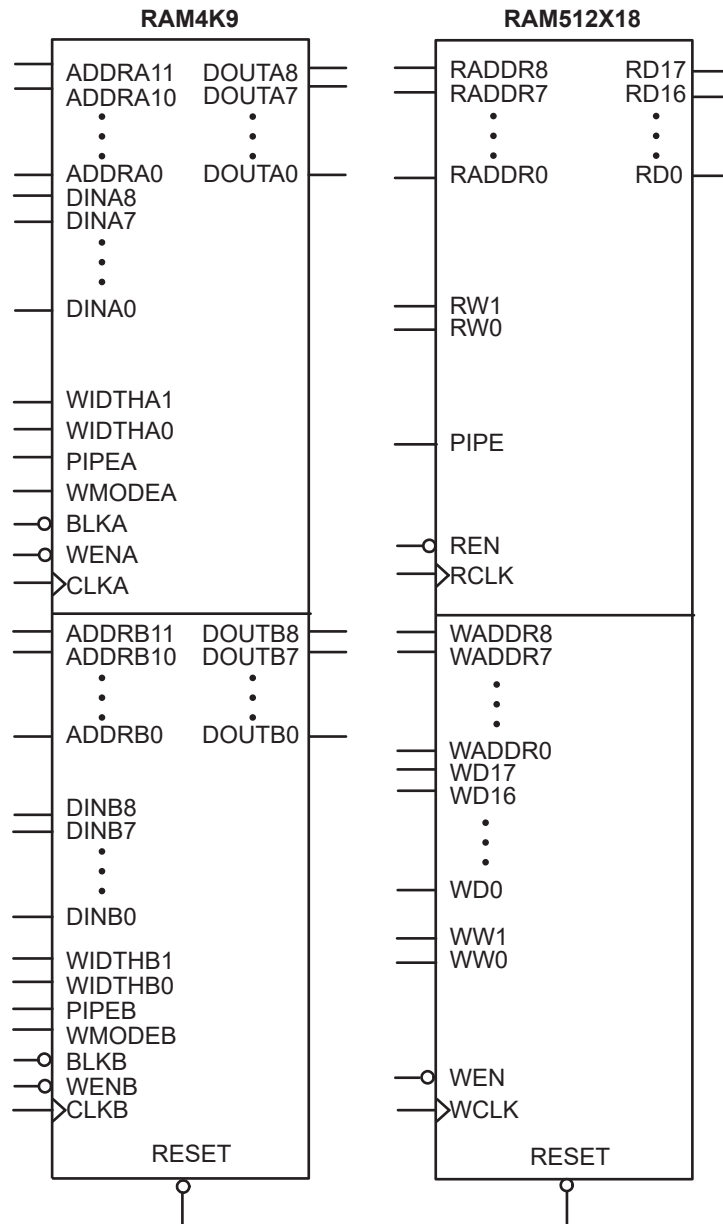 RAM4K9
ADDRA11 DOUTA8
ADDRA10 DOUTA7
ADDRA0 DOUTA0
DINA8
DINA7
DINA0
WIDTHA1
WIDTHA0
PIPEA
WMODEA
BLKA
WENA
CLKA
ADDRB11 DOUTB8
ADDRB10 DOUTB7
ADDRB0 DOUTB0
DINB8
DINB7
DINB0
WIDTHB1
WIDTHB0
PIPEB
WMODEB
BLKB
WENB
CLKB
RESET
RAM512X18
RADDR8 RD17
RADDR7 RD16
RADDR0 RD0
RW1
RW0
PIPE
REN
RCLK
WADDR8
WADDR7
WADDR0
WD17
WD16
WD0
WW1
WW0
WEN
WCLK
RESET